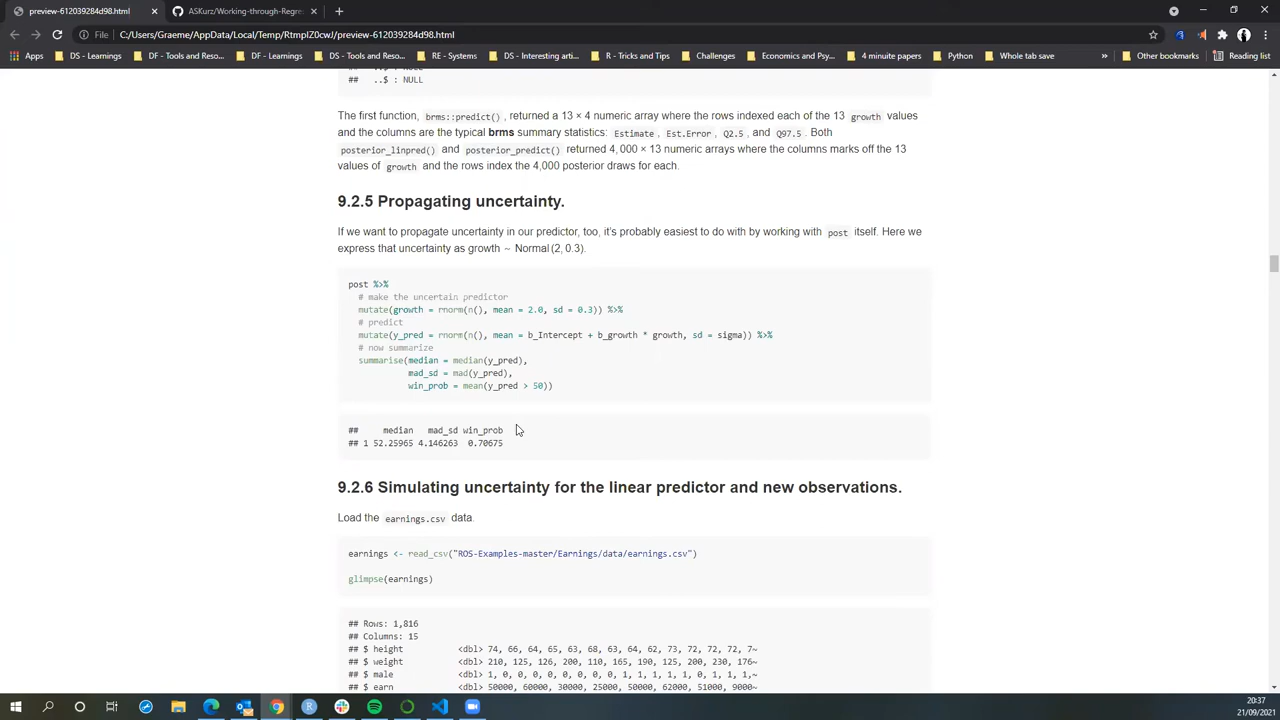 preview-612039284d98.html
ASKurz/Working-through-Regre
C:/Users/Graeme/AppData/Local/Temp/RtmpIZ0cwJ/preview-612039284d98.html
Apps
DS - Learnings
DF - Learnings
DS - Tools and Reso...
RE - Systems
DS - Interesting arti...
R - Tricks and Tips
Challenges
Economics and Psy...
4 minuite papers
Python
Whole tab save
Other bookmarks
Reading list
## ..$ : NULL
The first function, brms::predict() , returned a 13 × 4 numeric array where the rows indexed each of the 13 growth values
and the columns are the typical brms summary statistics: Estimate , Est.Error , Q2.5 , and Q97.5 . Both
posterior_linpred() and posterior_predict() returned 4,000 × 13 numeric arrays where the columns marks off the 13
values of growth and the rows index the 4,000 posterior draws for each.
9.2.5 Propagating uncertainty.
If we want to propagate uncertainty in our predictor, too, it's probably easiest to do with by working with post itself. Here we
express that uncertainty as growth ~ Normal(2, 0.3).
post %>%
# make the uncertain predictor
mutate(growth = rnorm(n(), mean = 2.0, sd = 0.3)) %>%
# predict
mutate(y_pred = rnorm(n(), mean = b_Intercept + b_growth * growth, sd = sigma)) %>%
# now summarize
summarise(median = median(y_pred),
mad_sd = mad(y_pred),
win_prob = mean(y_pred > 50))
## median mad_sd win_prob
## 1 52.25965 4.146263 0.70675
9.2.6 Simulating uncertainty for the linear predictor and new observations.
Load the earnings.csv data.
earnings <- read_csv("ROS-Examples-master/Earnings/data/earnings.csv")
glimpse(earnings)
## Rows: 1,816
## Columns: 15
## $ height <dbl> 74, 66, 64, 65, 63, 68, 63, 64, 62, 73, 72, 72, 72, 7~
## $ weight <dbl> 210, 125, 126, 200, 110, 165, 190, 125, 200, 230, 176~
## $ male <dbl> 1, 0, 0, 0, 0, 0, 0, 0, 0, 1, 1, 1, 1, 1, 0, 1, 1, 1,~
## $ earn <dbl> 50000, 60000, 30000, 25000, 50000, 62000, 51000, 9000~
20:37
21/09/2021